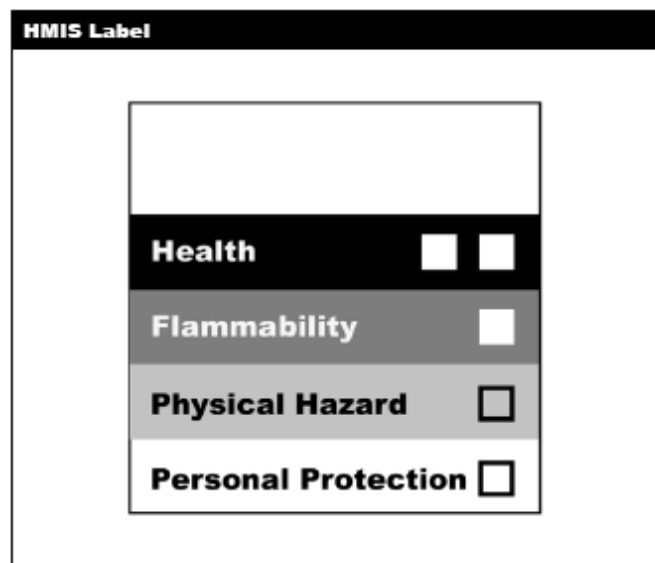 HMIS Label
Health
Flammability
Physical Hazard
Personal Protection